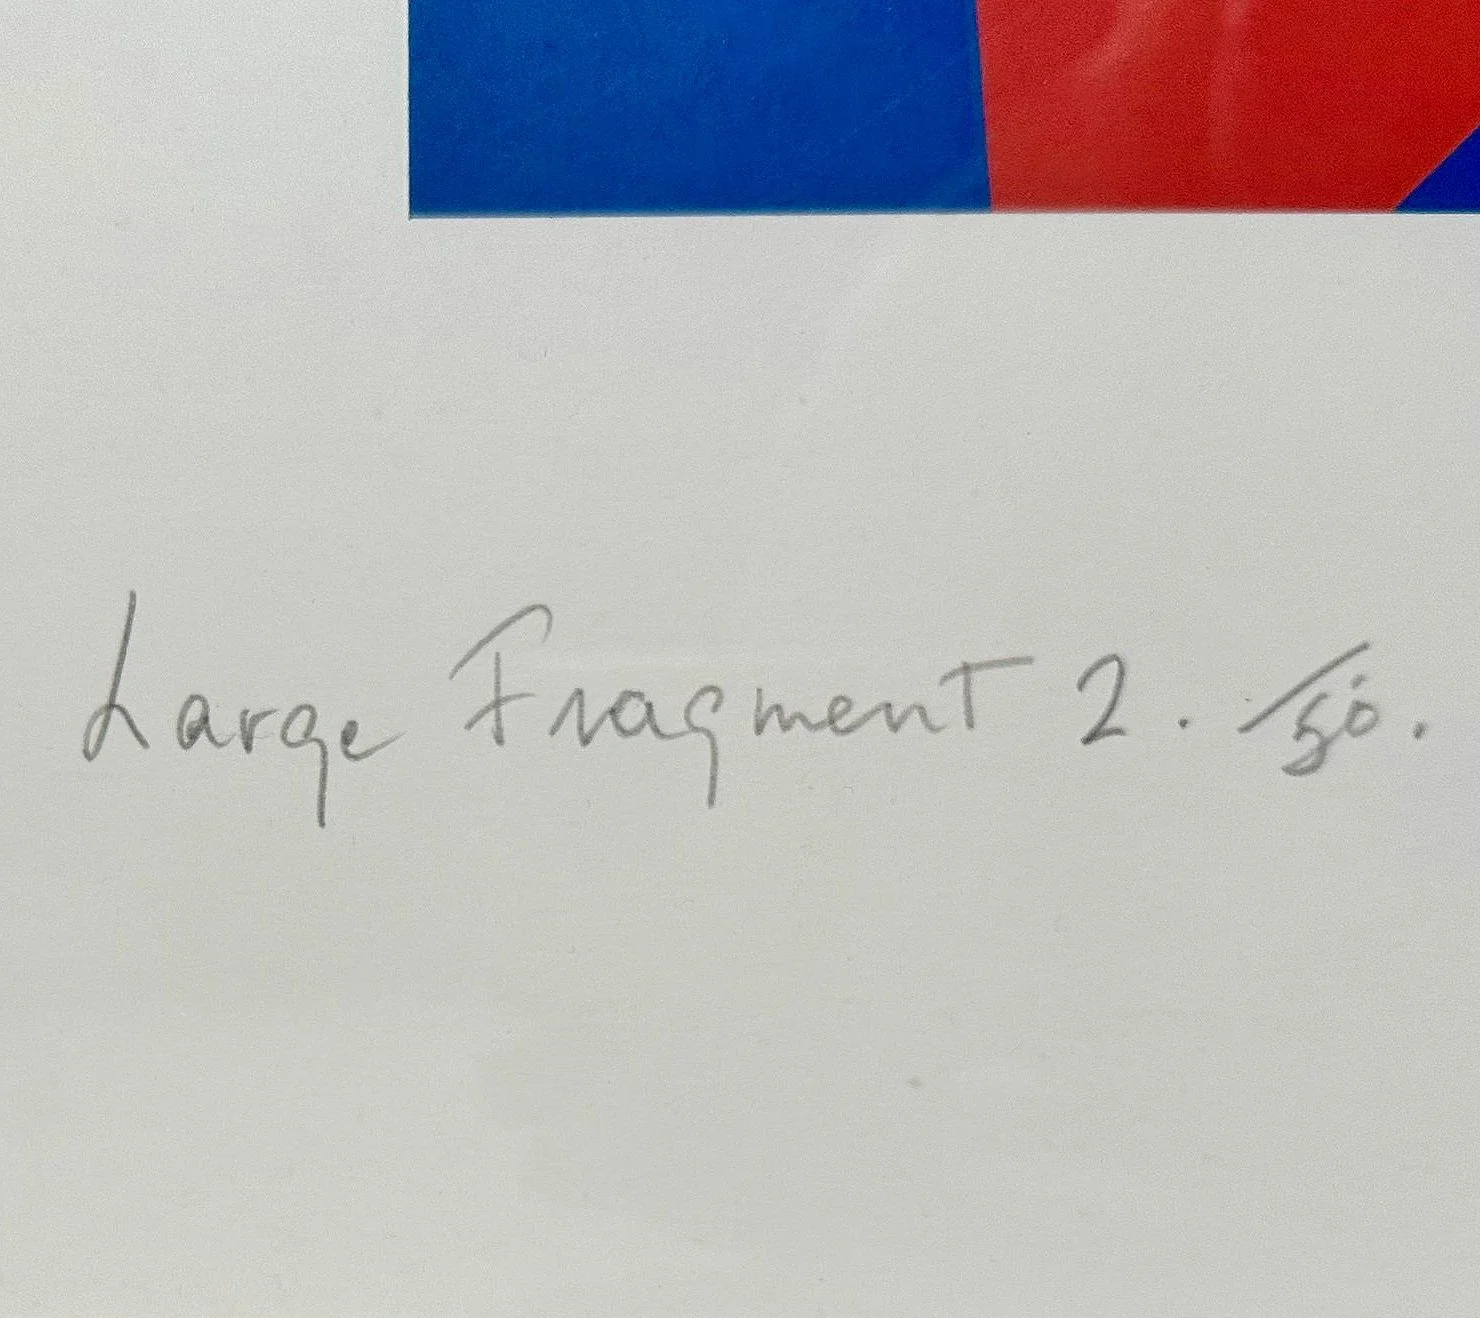 Large Fragment 2. /50.